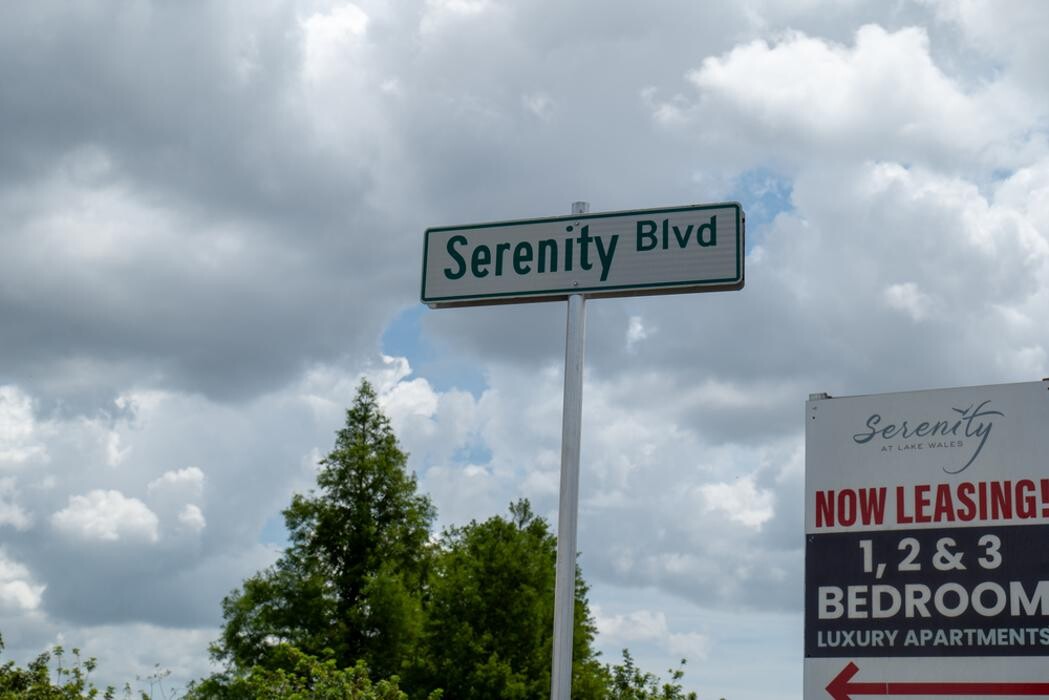 Serenity Blvd
Serenity
AT LAKE WALES
NOW LEASING!
1, 2 & 3
BEDROOM
LUXURY APARTMENTS